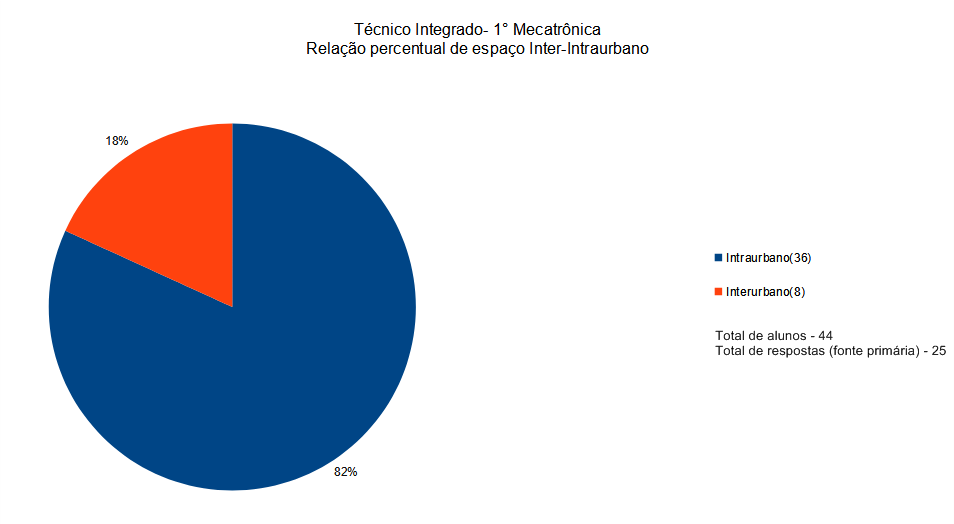 Técnico Integrado- 1° Mecatrônica
Relação percentual de espaço Inter-Intraurbano
18%
Intraurbano(36)
Interurbano(8)
Total de alunos - 44
Total de respostas (fonte primária) - 25
82%